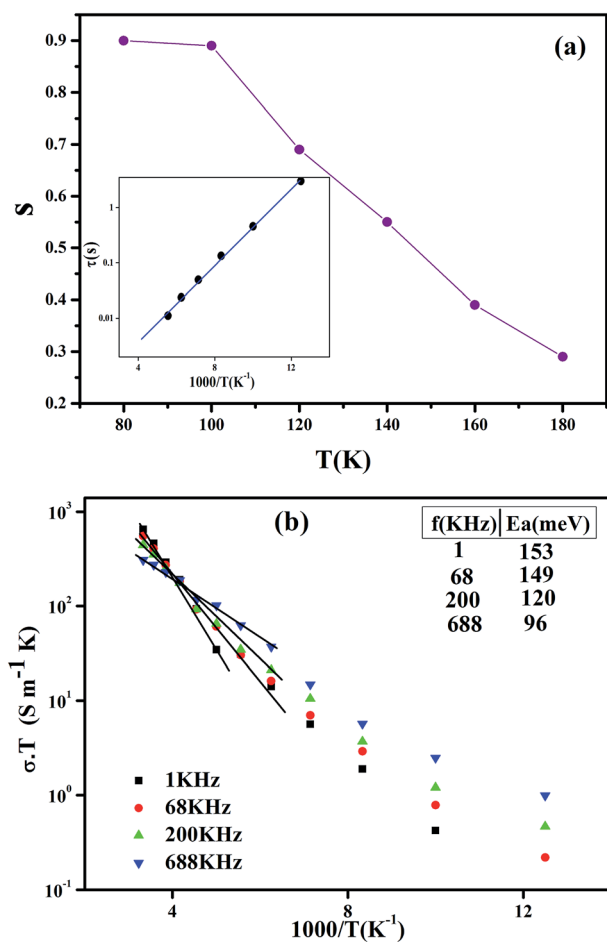 (a)
0.9
0.8
0.7
0.6
0.5
0.4
0.3
0.2
S
80 100 120 140 160 180
T(K)
1
0.1
0.01
τ(s)
4 8 12
1000/T(K⁻¹)
(b)
10³
10²
10¹
10⁰
10⁻¹
σ.T (S m⁻¹ K)
f(KHz) Ea(meV)
1 153
68 149
200 120
688 96
1KHz
68KHz
200KHz
688KHz
4 8 12
1000/T(K⁻¹)